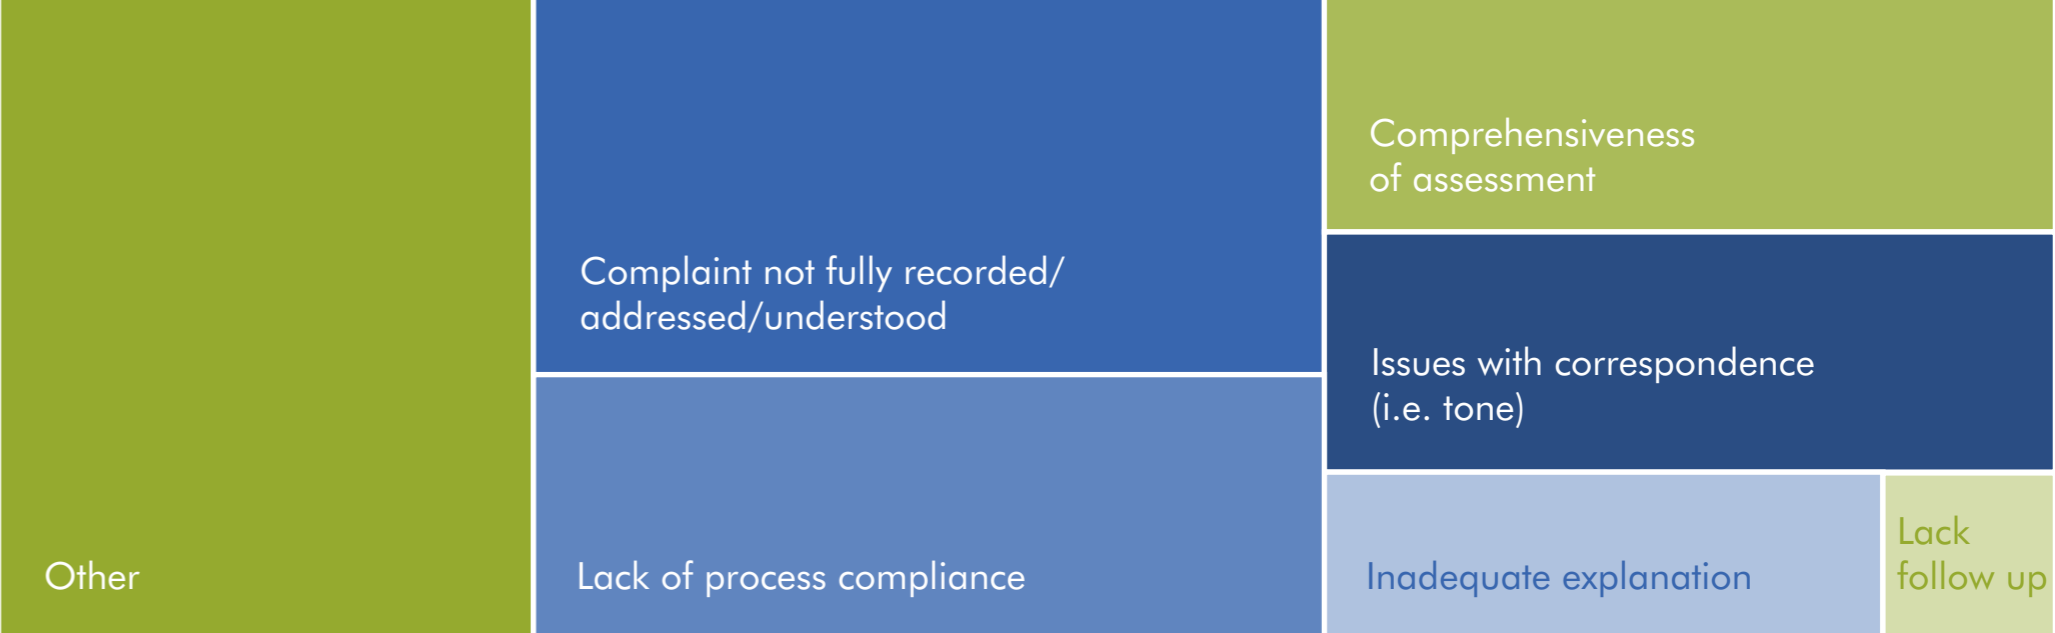 Other
Complaint not fully recorded/
addressed/understood
Lack of process compliance
Comprehensiveness
of assessment
Issues with correspondence
(i.e. tone)
Inadequate explanation
Lack
follow up